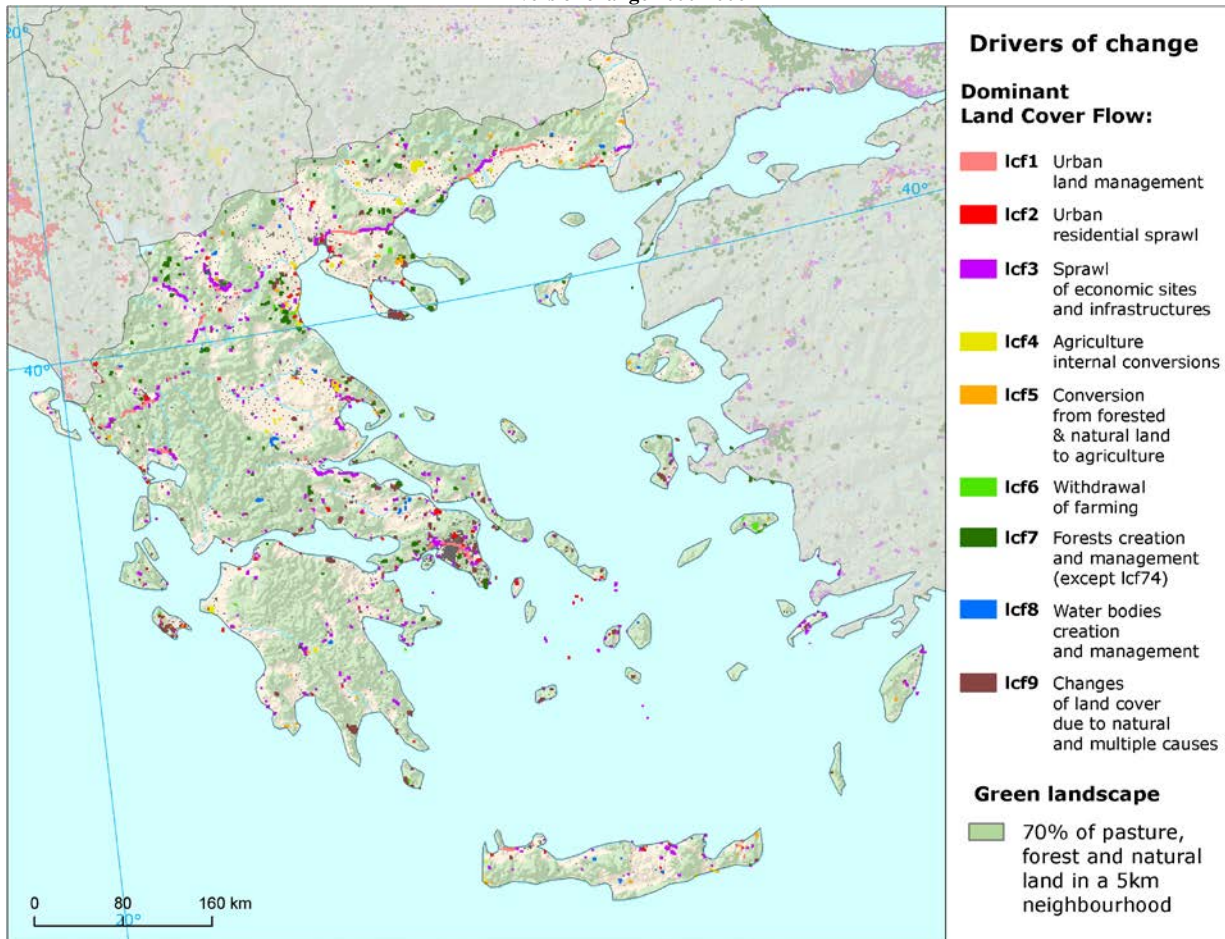 20°
40°
40°
0 80 160 km
20°
Drivers of change
Dominant
Land Cover Flow:
lcf1 Urban
land management
lcf2 Urban
residential sprawl
lcf3 Sprawl
of economic sites
and infrastructures
lcf4 Agriculture
internal conversions
lcf5 Conversion
from forested
& natural land
to agriculture
lcf6 Withdrawal
of farming
lcf7 Forests creation
and management
(except lcf74)
lcf8 Water bodies
creation
and management
lcf9 Changes
of land cover
due to natural
and multiple causes
Green landscape
70% of pasture,
forest and natural
land in a 5km
neighbourhood